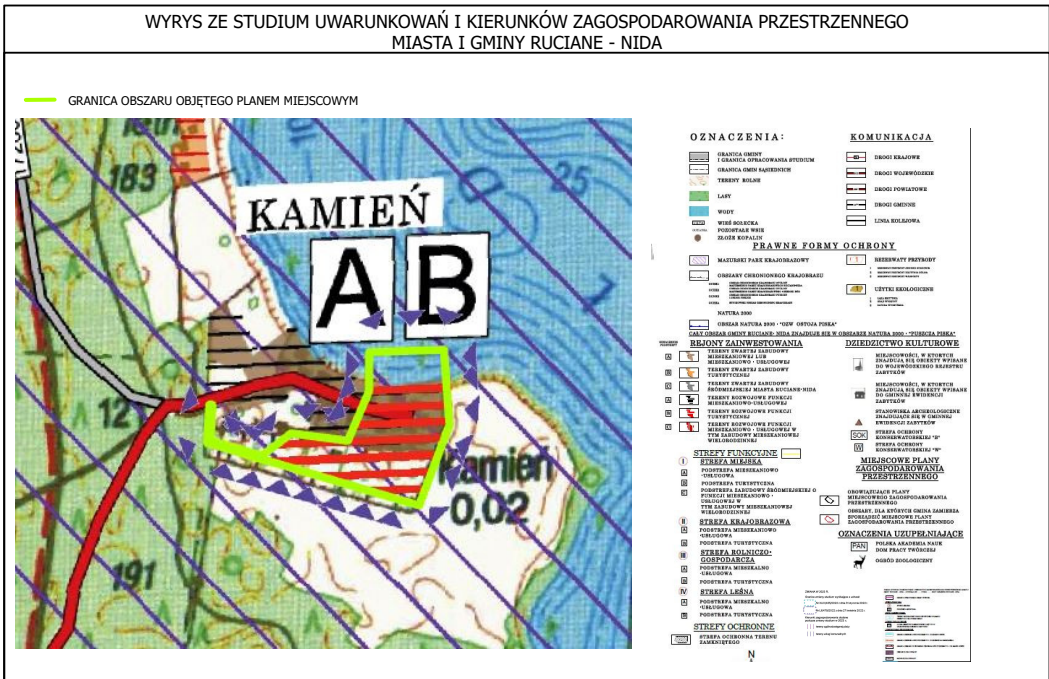 WYRYS ZE STUDIUM UWARUNKOWAŃ I KIERUNKÓW ZAGOSPODAROWANIA PRZESTRZENNEGO
MIASTA I GMINY RUCIANE - NIDA
GRANICA OBSZARU OBJĘTEGO PLANEM MIEJSCOWYM
183
25
KAMIEŃ
A B
12
Kamień
0,02
191
OZNACZENIA:
GRANICA GMINY
I GRANICA OPRACOWANIA STUDIUM
GRANICA GMIN SĄSIEDNICH
TERENY ROLNE
LASY
WODY
WIEŚ SOŁECKA
POZOSTAŁE WSIE
ZŁOŻE KOPALIN
KOMUNIKACJA
DROGI KRAJOWE
DROGI WOJEWÓDZKIE
DROGI POWIATOWE
DROGI GMINNE
LINIA KOLEJOWA
PRAWNE FORMY OCHRONY
MAZURSKI PARK KRAJOBRAZOWY
OBSZARY CHRONIONEGO KRAJOBRAZU
NATURA 2000
OBSZAR NATURA 2000 - "OZW OSTOJA PISKA"
REZERWATY PRZYRODY
UŻYTKI EKOLOGICZNE
CAŁY OBSZAR GMINY RUCIANE- NIDA ZNAJDUJE SIĘ W OBSZARZE NATURA 2000 - "PUSZCZA PISKA"
REJONY ZAINWESTOWANIA
A TERENY ZWARTEJ ZABUDOWY
MIESZKANIOWEJ LUB
MIESZKANIOWO - USŁUGOWEJ
B TERENY ZWARTEJ ZABUDOWY
TURYSTYCZNEJ
C TERENY ZWARTEJ ZABUDOWY
ŚRÓDMIEJSKIEJ MIASTA RUCIANE-NIDA
A TERENY ROZWOJOWE FUNKCJI
MIESZKANIOWO-USŁUGOWEJ
B TERENY ROZWOJOWE FUNKCJI
TURYSTYCZNEJ
C TERENY ROZWOJOWE FUNKCJI
MIESZKANIOWO - USŁUGOWEJ W
TYM ZABUDOWY MIESZKANIOWEJ
WIELORODZINNEJ
STREFY FUNKCYJNE
I STREFA MIEJSKA
A PODSTREFA MIESZKANIOWO
-USŁUGOWA
B PODSTREFA TURYSTYCZNA
C PODSTREFA ZABUDOWY ŚRÓDMIEJSKIEJ O
FUNKCJI MIESZKANIOWO -
USŁUGOWEJ W
TYM ZABUDOWY MIESZKANIOWEJ
WIELORODZINNEJ
II STREFA KRAJOBRAZOWA
A PODSTREFA MIESZKANIOWO
-USŁUGOWA
B PODSTREFA TURYSTYCZNA
III STREFA ROLNICZO-
GOSPODARCZA
A PODSTREFA MIESZKALNO
-USŁUGOWA
B PODSTREFA TURYSTYCZNA
IV STREFA LEŚNA
A PODSTREFA MIESZKALNO
-USŁUGOWA
B PODSTREFA TURYSTYCZNA
STREFY OCHRONNE
STREFA OCHRONNA TERENU
ZAMKNIĘTEGO
DZIEDZICTWO KULTUROWE
MIEJSCOWOŚCI, W KTÓRYCH
ZNAJDUJĄ SIĘ OBIEKTY WPISANE
DO WOJEWÓDZKIEGO REJESTRU
ZABYTKÓW
MIEJSCOWOŚCI, W KTÓRYCH
ZNAJDUJĄ SIĘ OBIEKTY WPISANE
DO GMINNEJ EWIDENCJI
ZABYTKÓW
STANOWISKA ARCHEOLOGICZNE
ZNAJDUJĄCE SIĘ W GMINNEJ
EWIDENCJI ZABYTKÓW
SOK STREFA OCHRONY
KONSERWATORSKIEJ "B"
W STREFA OCHRONY
KONSERWATORSKIEJ "W"
MIEJSCOWE PLANY
ZAGOSPODAROWANIA
PRZESTRZENNEGO
OBOWIĄZUJĄCE PLANY
MIEJSCOWEGO ZAGOSPODAROWANIA
PRZESTRZENNEGO
OBSZARY, DLA KTÓRYCH GMINA ZAMIERZA
SPORZĄDZIĆ MIEJSCOWE PLANY
ZAGOSPODAROWANIA PRZESTRZENNEGO
OZNACZENIA UZUPEŁNIAJĄCE
PAN POLSKA AKADEMIA NAUK
DOM PRACY TWÓRCZEJ
OGRÓD ZOOLOGICZNY
N